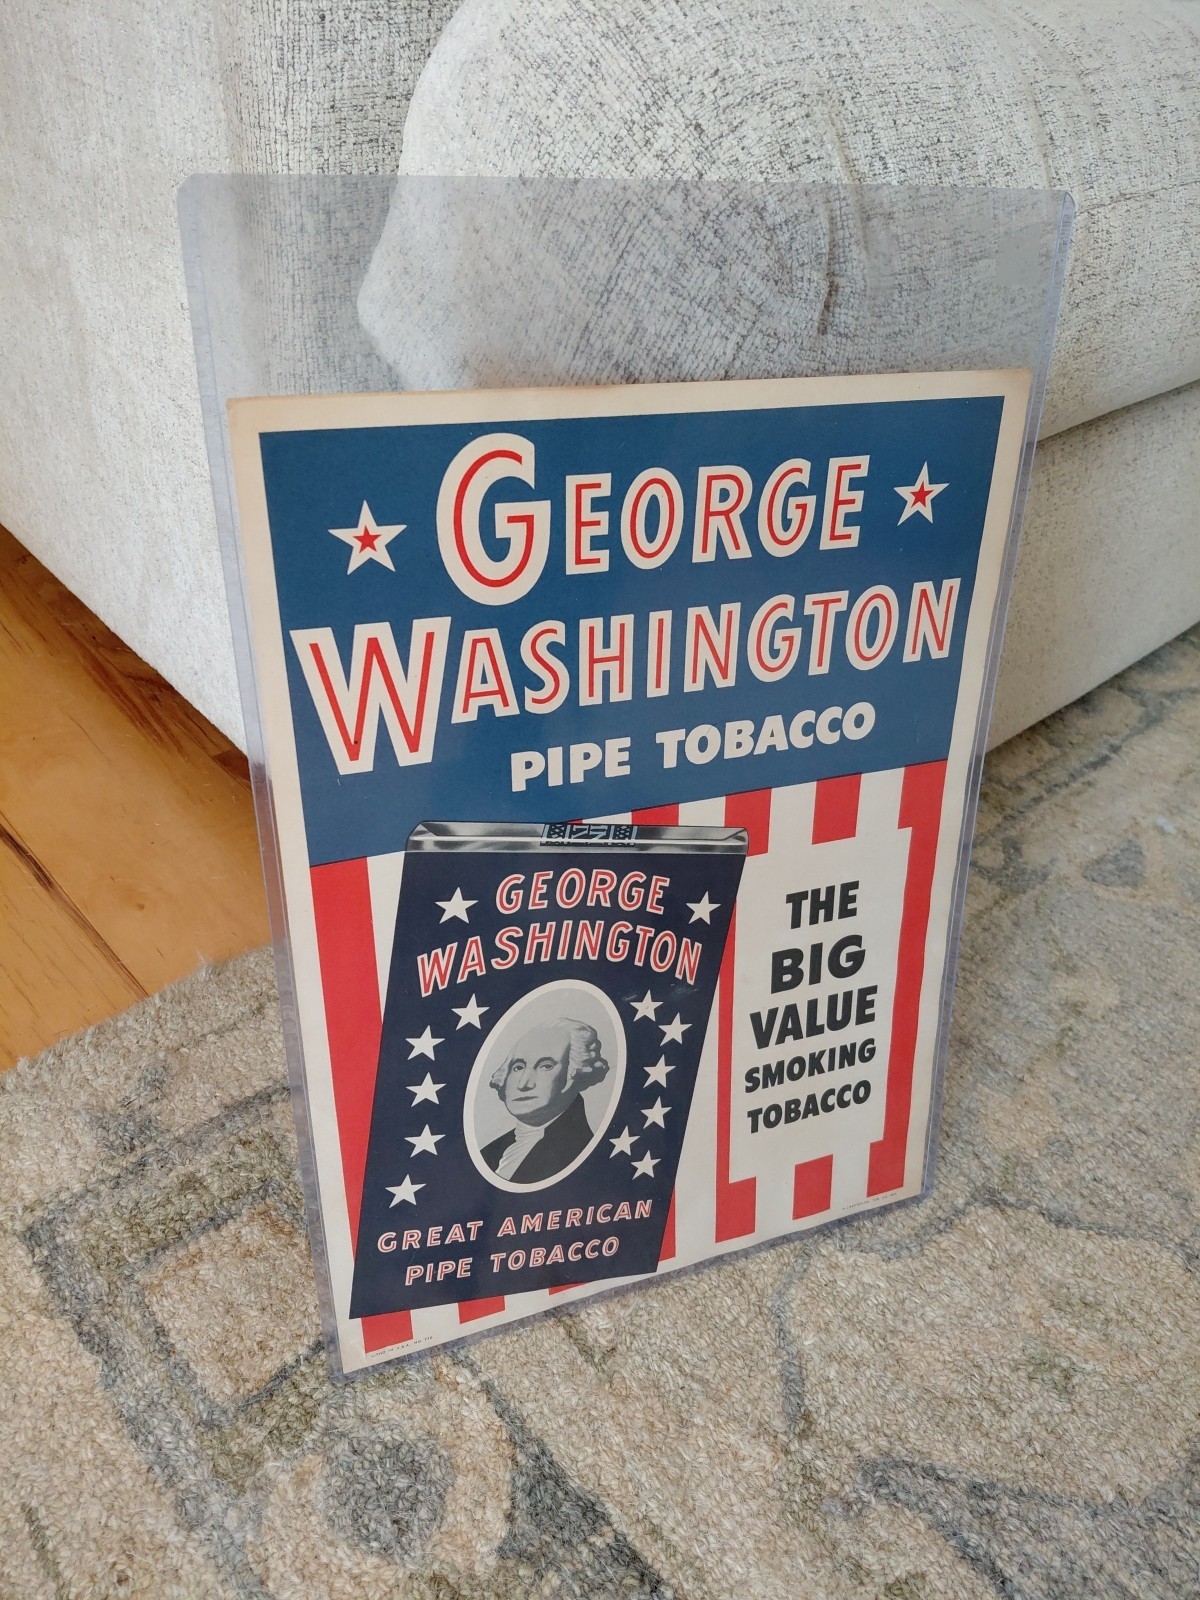 GEORGE
WASHINGTON
PIPE TOBACCO
GEORGE
WASHINGTON
GREAT AMERICAN
PIPE TOBACCO
THE
BIG
VALUE
SMOKING
TOBACCO